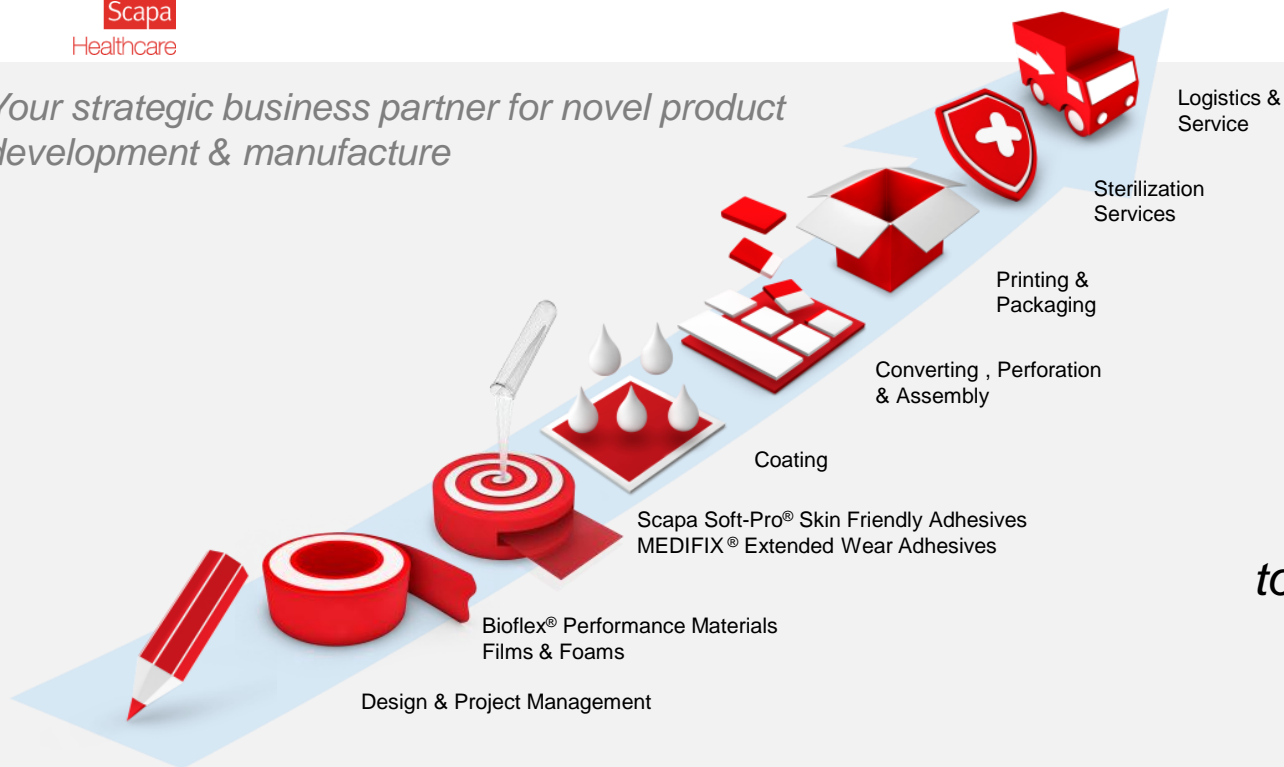 Scapa
Healthcare
Your strategic business partner for novel product
development & manufacture
Logistics &
Service
Sterilization
Services
Printing &
Packaging
Converting , Perforation
& Assembly
Coating
Scapa Soft-Pro® Skin Friendly Adhesives
MEDIFIX® Extended Wear Adhesives
to
Bioflex® Performance Materials
Films & Foams
Design & Project Management